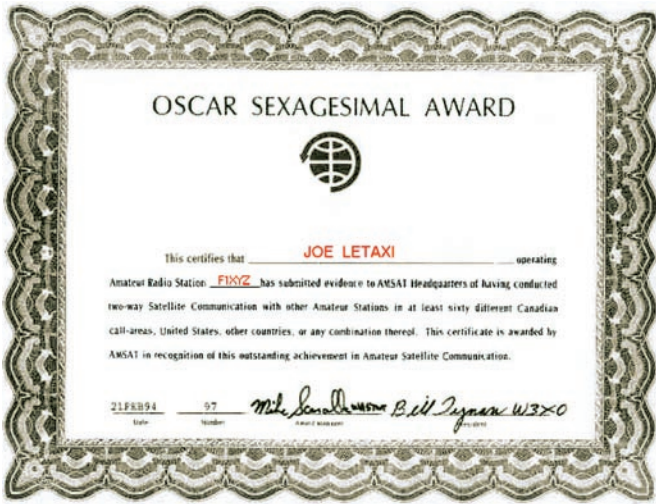 OSCAR SEXAGESIMAL AWARD
This certifies that JOE LETAXI operating
Amateur Radio Station F1XYZ has submitted evidence to AMSAT Headquarters of having conducted
two-way Satellite Communication with other Amateur Stations in at least sixty different Canadian
call-areas, United States, other countries, or any combination thereof. This certificate is awarded by
AMSAT in recognition of this outstanding achievement in Amateur Satellite Communication.
97 Mike Bill Tynan W3XO
Date Number